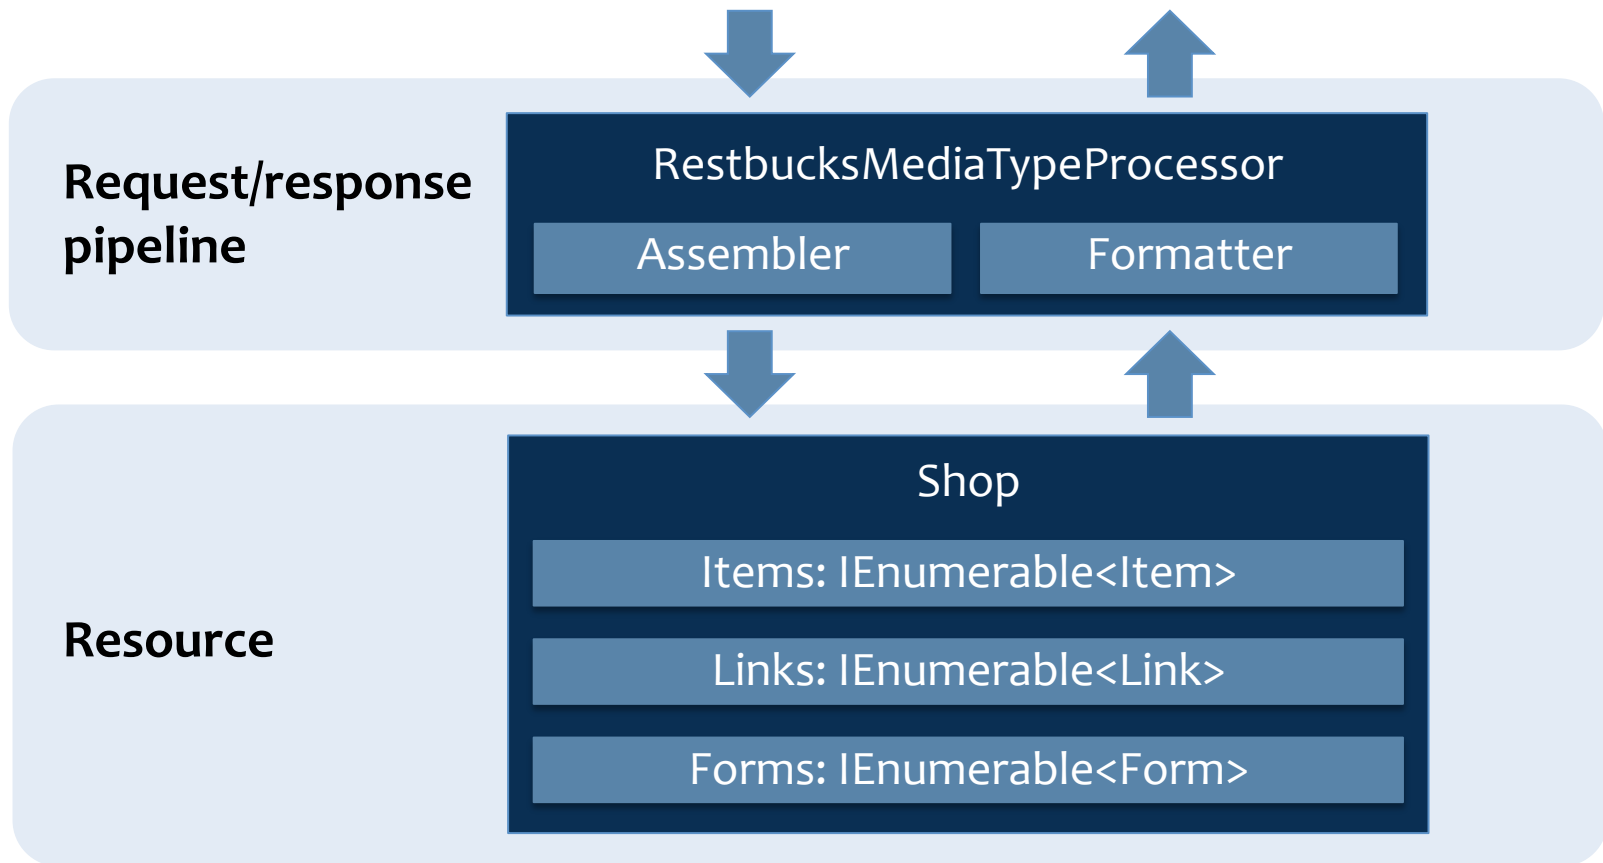 Request/response
pipeline
RestbucksMediaTypeProcessor
Assembler
Formatter
Resource
Shop
Items: IEnumerable<Item>
Links: IEnumerable<Link>
Forms: IEnumerable<Form>